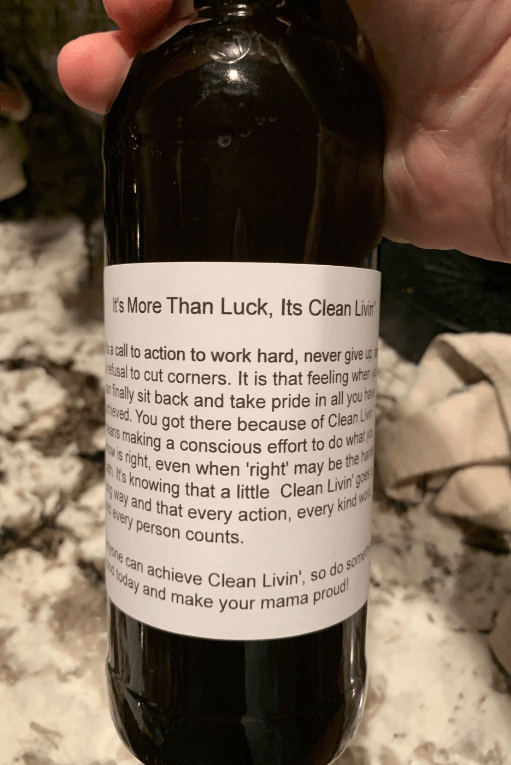 It's More Than Luck, Its Clean Livin'
a call to action to work hard, never give up,
to cut corners. It is that feeling when
finally sit back and take pride in all you
You got there because of Clean Livin'
making a conscious effort to do what you
is right, even when 'right' may be the
It's knowing that a little Clean Livin' goes
way and that every action, every kind
every person counts.
can achieve Clean Livin', so do
today and make your mama proud!